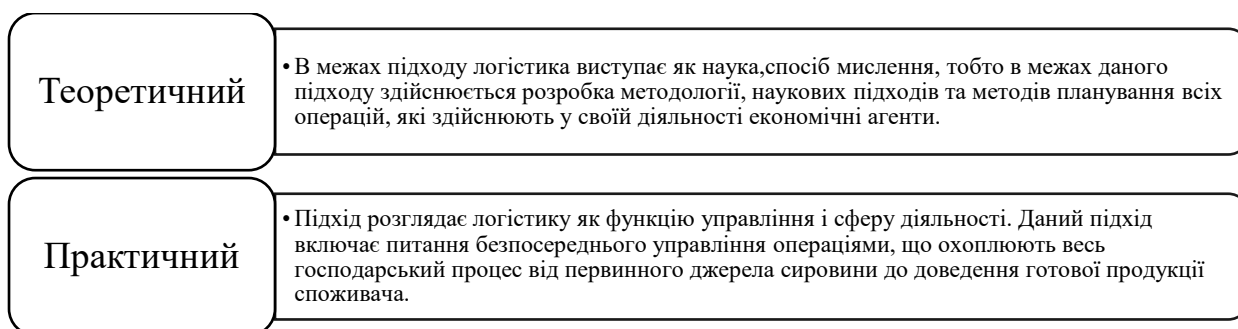 Теоретичний
• В межах підходу логістика виступає як наука,спосіб мислення, тобто в межах даного
підходу здійснюється розробка методології, наукових підходів та методів планування всіх
операцій, які здійснюють у своїй діяльності економічні агенти.
Практичний
• Підхід розглядає логістику як функцію управління і сферу діяльності. Даний підхід
включає питання безпосереднього управління операціями, що охоплюють весь
господарський процес від первинного джерела сировини до доведення готової продукції
споживача.